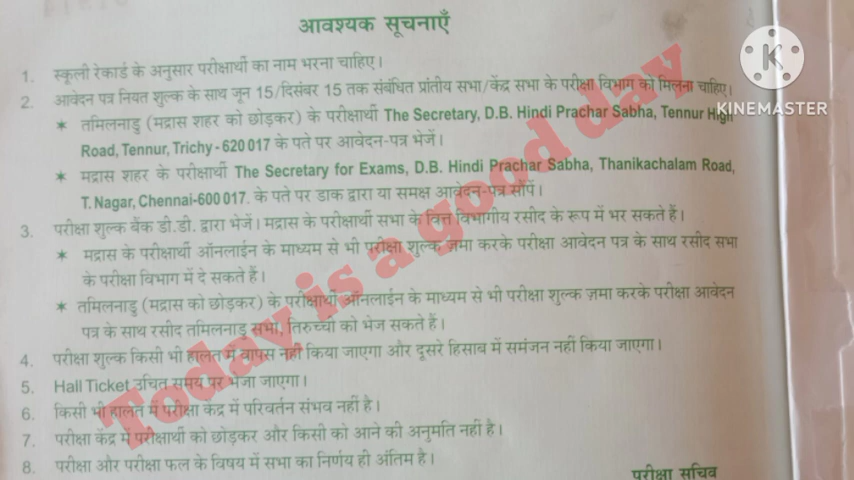 आवश्यक सूचनाएँ
1. स्कूली रेकार्ड के अनुसार परीक्षार्थी का नाम भरना चाहिए।
2. आवेदन पत्र नियत शुल्क के साथ जून 15/दिसंबर 15 तक संबंधित प्रांतीय सभा/केंद्र सभा के परीक्षा विभाग को मिलना चाहिए।
★ तमिलनाडु (मद्रास शहर को छोड़कर) के परीक्षार्थी The Secretary, D.B. Hindi Prachar Sabha, Tennur High
Road, Tennur, Trichy - 620 017 के पते पर आवेदन-पत्र भेजें।
★ मद्रास शहर के परीक्षार्थी The Secretary for Exams, D.B. Hindi Prachar Sabha, Thanikachalam Road,
T. Nagar, Chennai-600 017. के पते पर डाक द्वारा या समक्ष आवेदन-पत्र सौंपें।
3. परीक्षा शुल्क बैंक डी.डी. द्वारा भेजें। मद्रास के परीक्षार्थी सभा के वित्त विभागीय रसीद के रूप में भर सकते हैं।
★ मद्रास के परीक्षार्थी ऑनलाईन के माध्यम से भी परीक्षा शुल्क ज़मा करके परीक्षा आवेदन पत्र के साथ रसीद सभा
के परीक्षा विभाग में दे सकते हैं।
★ तमिलनाडु (मद्रास को छोड़कर) के परीक्षार्थी ऑनलाईन के माध्यम से भी परीक्षा शुल्क ज़मा करके परीक्षा आवेदन
पत्र के साथ रसीद तमिलनाडु सभा, तिरुच्ची को भेज सकते हैं।
4. परीक्षा शुल्क किसी भी हालत में वापस नहीं किया जाएगा और दूसरे हिसाब में समंजन नहीं किया जाएगा।
5. Hall Ticket उचित समय पर भेजा जाएगा।
6. किसी भी हालत में परीक्षा केंद्र में परिवर्तन संभव नहीं है।
7. परीक्षा केंद्र में परीक्षार्थी को छोड़कर और किसी को आने की अनुमति नहीं है।
8. परीक्षा और परीक्षा फल के विषय में सभा का निर्णय ही अंतिम है।
परीक्षा सचिव
Today is a good day
K
KINEMASTER